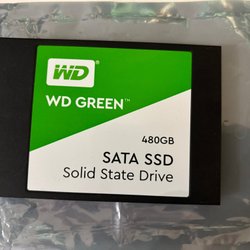 WD
WD GREEN™
480GB
SATA SSD
Solid State Drive